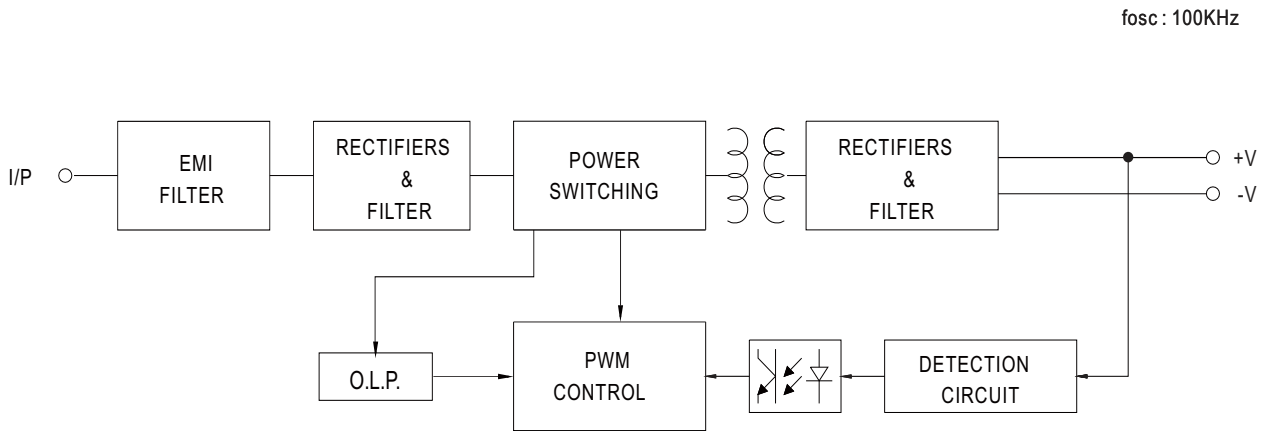 fosc : 100KHz
I/P
EMI
FILTER
RECTIFIERS
&
FILTER
POWER
SWITCHING
RECTIFIERS
&
FILTER
+V
-V
O.L.P.
PWM
CONTROL
DETECTION
CIRCUIT